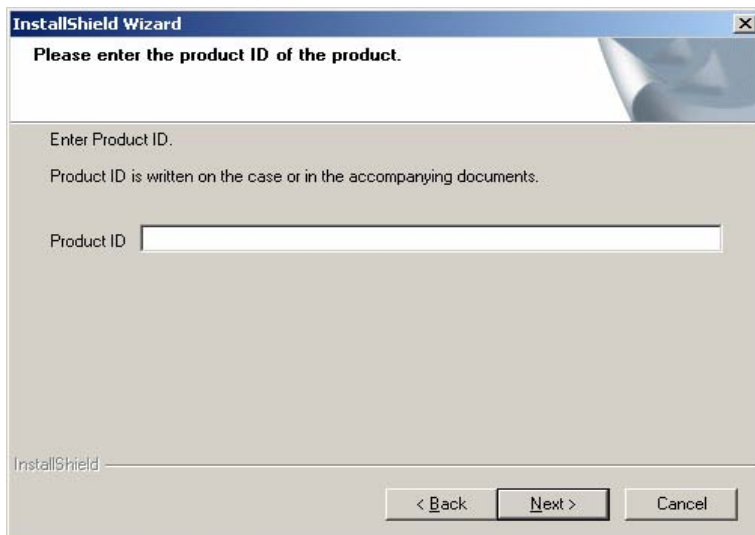 InstallShield Wizard
Please enter the product ID of the product.
Enter Product ID.
Product ID is written on the case or in the accompanying documents.
Product ID
InstallShield
< Back
Next >
Cancel